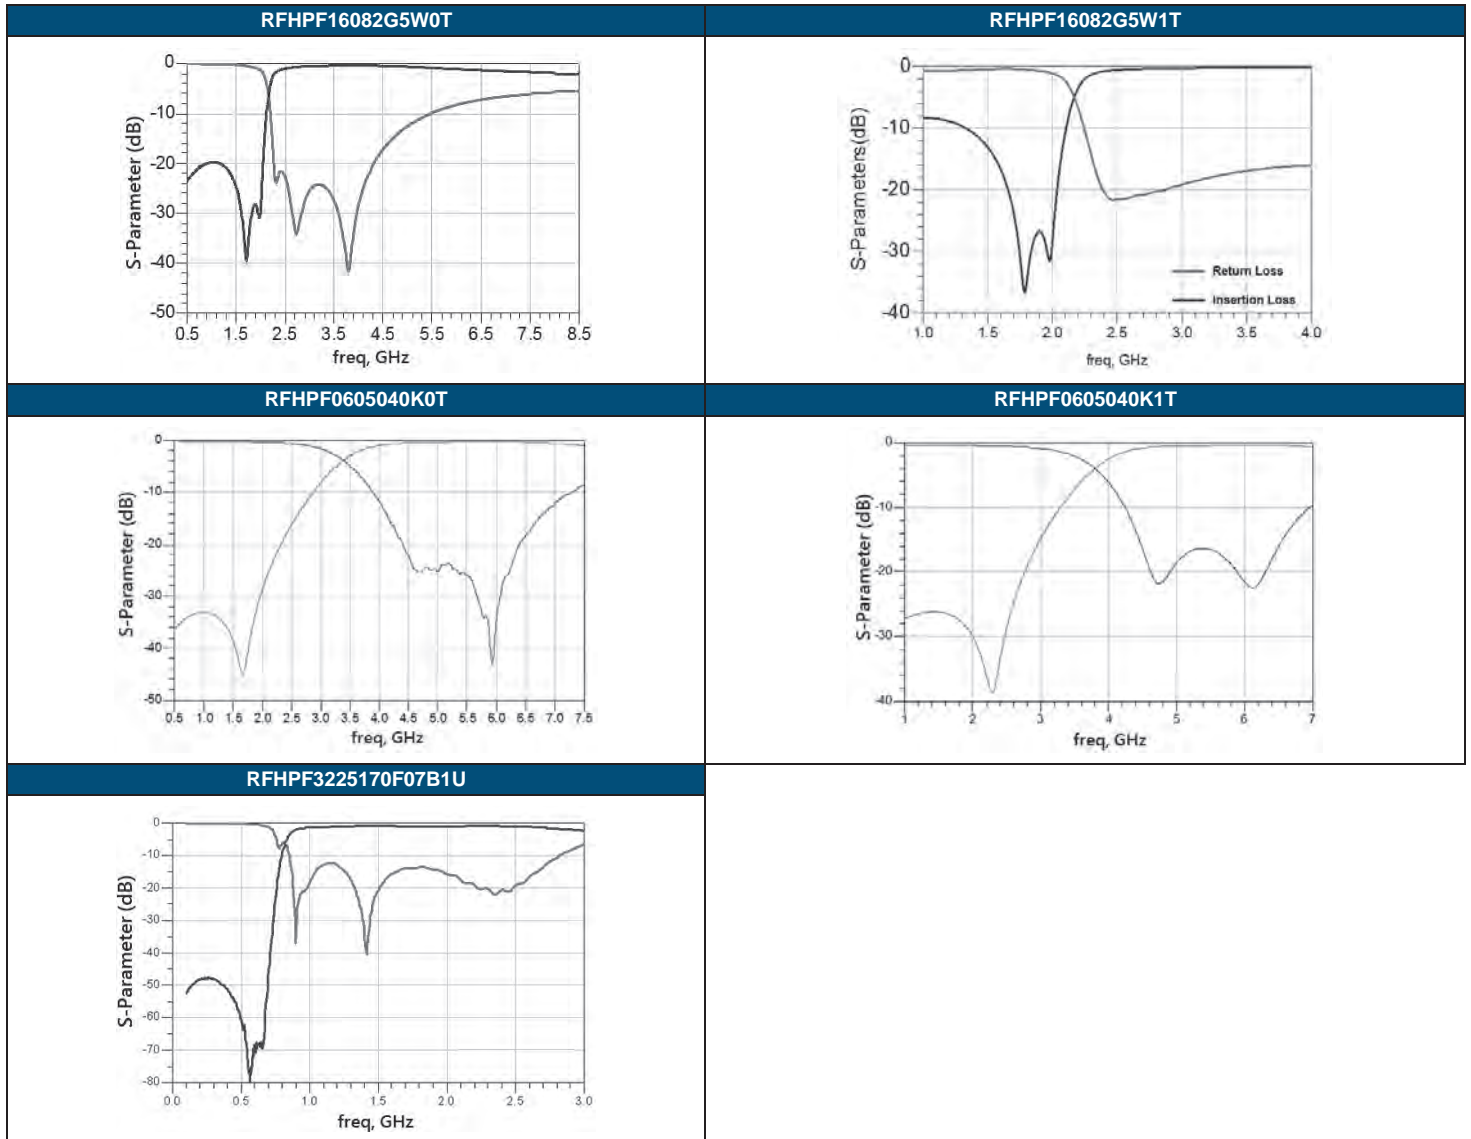 RFHPF16082G5W0T
RFHPF16082G5W1T
0
-10
-20
-30
-40
-50
S-Parameter (dB)
0.5 1.5 2.5 3.5 4.5 5.5 6.5 7.5 8.5
freq, GHz
0
-10
-20
-30
-40
S-Parameters(dB)
Return Loss
Insertion Loss
1.0 1.5 2.0 2.5 3.0 3.5 4.0
freq, GHz
RFHPF0605040K0T
RFHPF0605040K1T
0
-10
-20
-30
-40
-50
S-Parameter (dB)
0.5 1.0 1.5 2.0 2.5 3.0 3.5 4.0 4.5 5.0 5.5 6.0 6.5 7.0 7.5
freq, GHz
0
-10
-20
-30
-40
S-Parameter (dB)
1 2 3 4 5 6 7
freq, GHz
RFHPF3225170F07B1U
0
-10
-20
-30
-40
-50
-60
-70
-80
S-Parameter (dB)
0.0 0.5 1.0 1.5 2.0 2.5 3.0
freq, GHz